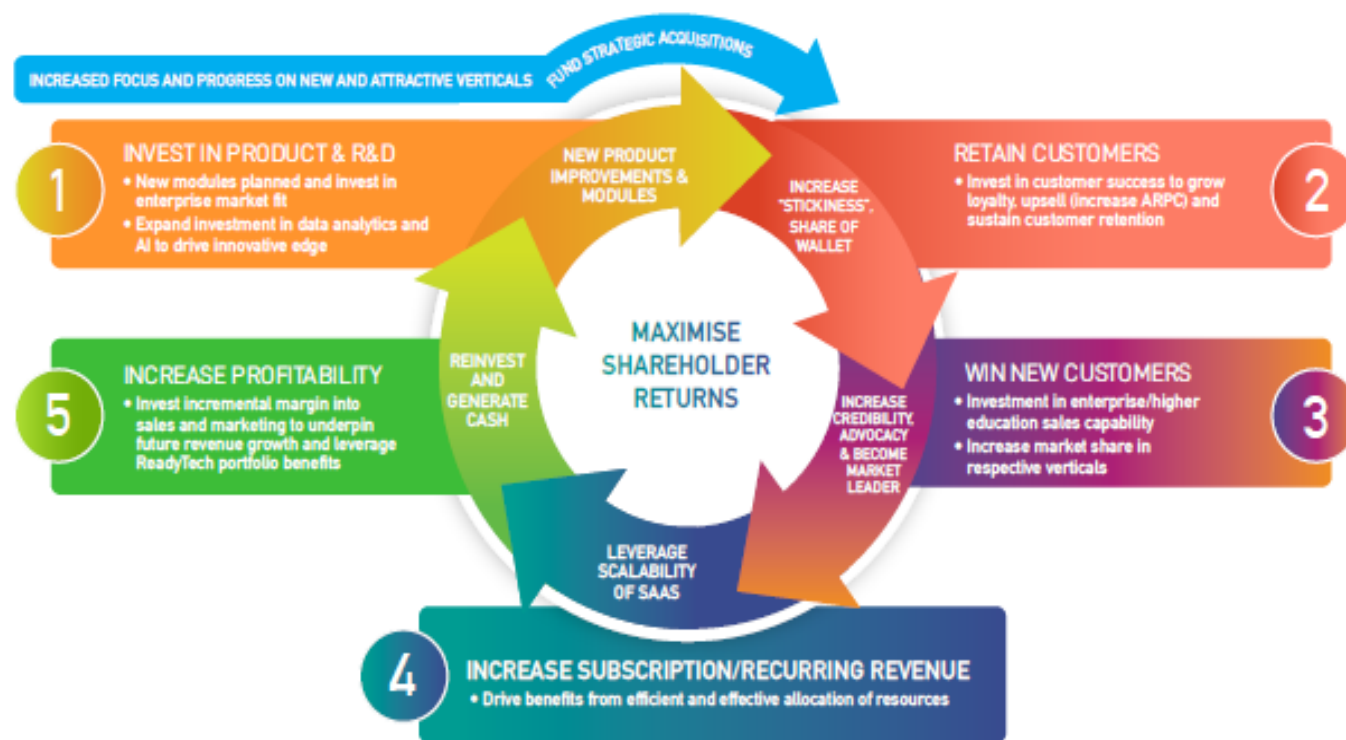 FUND STRATEGIC ACQUISITIONS
INCREASED FOCUS AND PROGRESS ON NEW AND ATTRACTIVE VERTICALS
1
INVEST IN PRODUCT & R&D
• New modules planned and invest in
enterprise market fit
• Expand investment in data analytics and
AI to drive innovative edge
NEW PRODUCT
IMPROVEMENTS &
MODULES
INCREASE
"STICKINESS",
SHARE OF
WALLET
RETAIN CUSTOMERS
• Invest in customer success to grow
loyalty, upsell (increase ARPC) and
sustain customer retention
2
MAXIMISE
SHAREHOLDER
RETURNS
5
INCREASE PROFITABILITY
• Invest incremental margin into
sales and marketing to underpin
future revenue growth and leverage
ReadyTech portfolio benefits
REINVEST
AND
GENERATE
CASH
INCREASE
CREDIBILITY,
ADVOCACY
& BECOME
MARKET
LEADER
WIN NEW CUSTOMERS
• Investment in enterprise/higher
education sales capability
• Increase market share in
respective verticals
3
LEVERAGE
SCALABILITY
OF SAAS
4
INCREASE SUBSCRIPTION/RECURRING REVENUE
• Drive benefits from efficient and effective allocation of resources